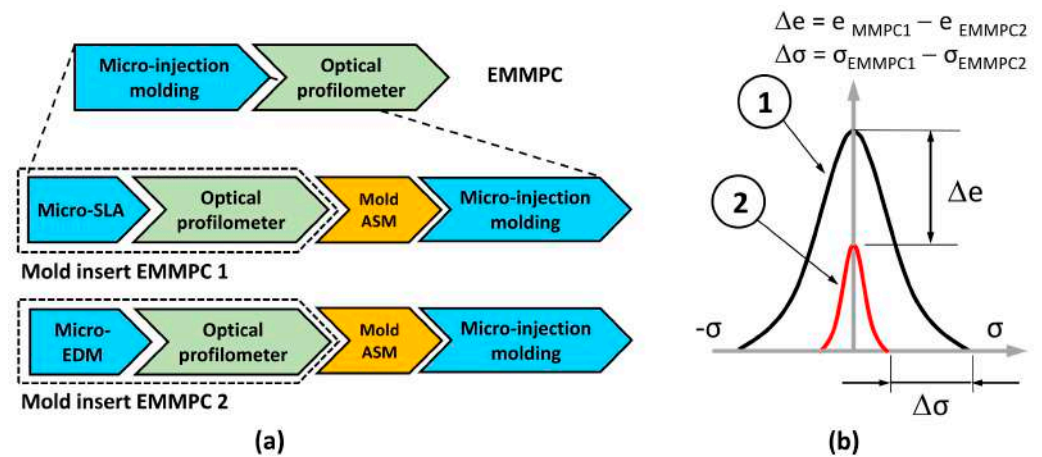 Micro-injection
molding
Optical
profilometer
EMMPC
Micro-SLA
Optical
profilometer
Mold
ASM
Micro-injection
molding
Mold insert EMMPC 1
Micro-
EDM
Optical
profilometer
Mold
ASM
Micro-injection
molding
Mold insert EMMPC 2
(a)
Δe = e MMPC1 − e EMMPC2
Δσ = σEMMPC1 − σEMMPC2
1
2
Δe
-σ
σ
Δσ
(b)